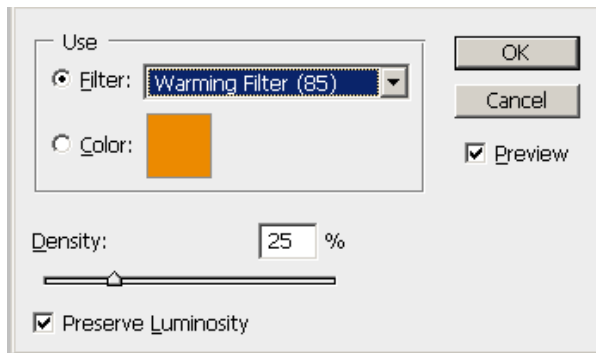 Use
Filter: Warming Filter (85)
Color:
OK
Cancel
Preview
Density: 25 %
Preserve Luminosity